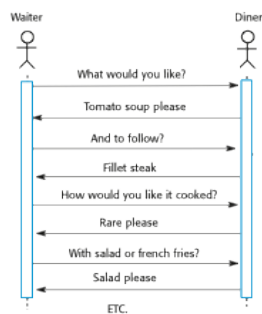 Waiter Diner
What would you like?
Tomato soup please
And to follow?
Fillet steak
How would you like it cooked?
Rare please
With salad or french fries?
Salad please
ETC.